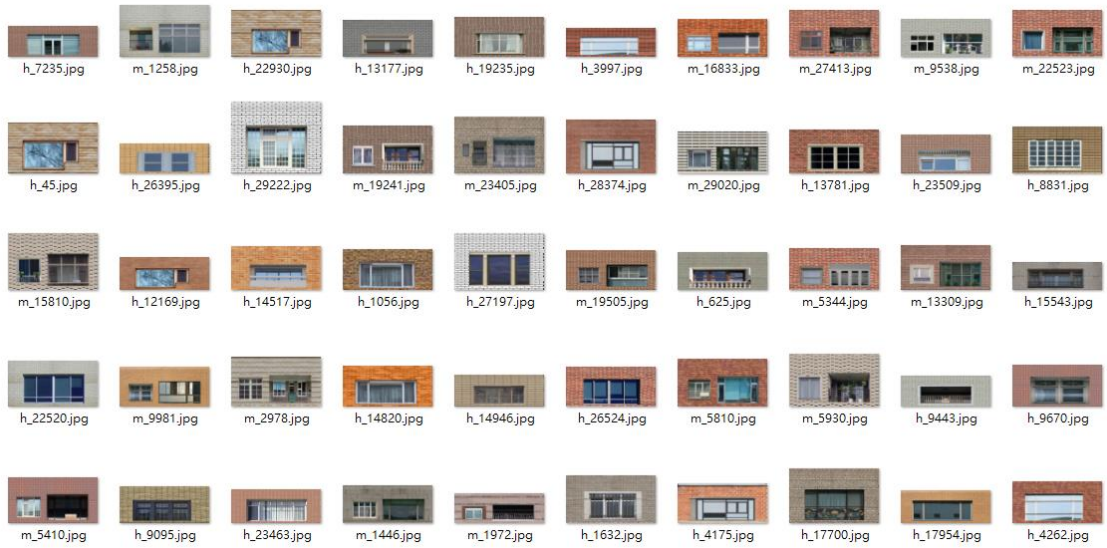 h_7235.jpg m_1258.jpg h_22930.jpg h_13177.jpg h_19235.jpg h_3997.jpg m_16833.jpg m_27413.jpg m_9538.jpg m_22523.jpg
h_45.jpg h_26395.jpg h_29222.jpg m_19241.jpg m_23405.jpg h_28374.jpg m_29020.jpg h_13781.jpg h_23509.jpg h_8831.jpg
m_15810.jpg h_12169.jpg h_14517.jpg h_1056.jpg h_27197.jpg m_19505.jpg h_625.jpg m_5344.jpg m_13309.jpg h_15543.jpg
h_22520.jpg m_9981.jpg m_2978.jpg h_14820.jpg h_14946.jpg h_26524.jpg m_5810.jpg m_5930.jpg h_9443.jpg h_9670.jpg
m_5410.jpg h_9095.jpg h_23463.jpg m_1446.jpg m_1972.jpg h_1632.jpg h_4175.jpg h_17700.jpg h_17954.jpg h_4262.jpg